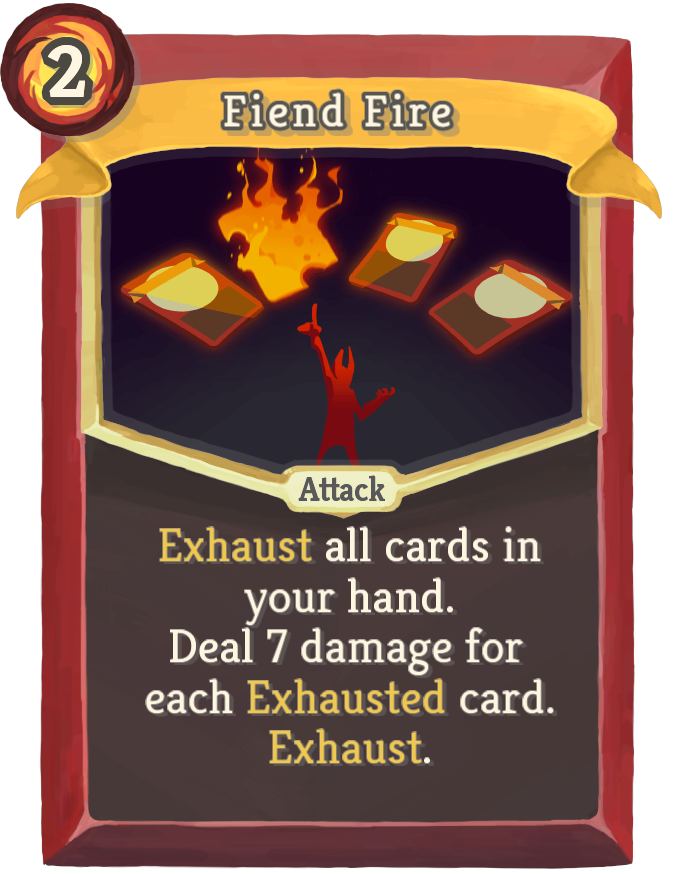 2
Fiend Fire
Attack
Exhaust all cards in
your hand.
Deal 7 damage for
each Exhausted card.
Exhaust.